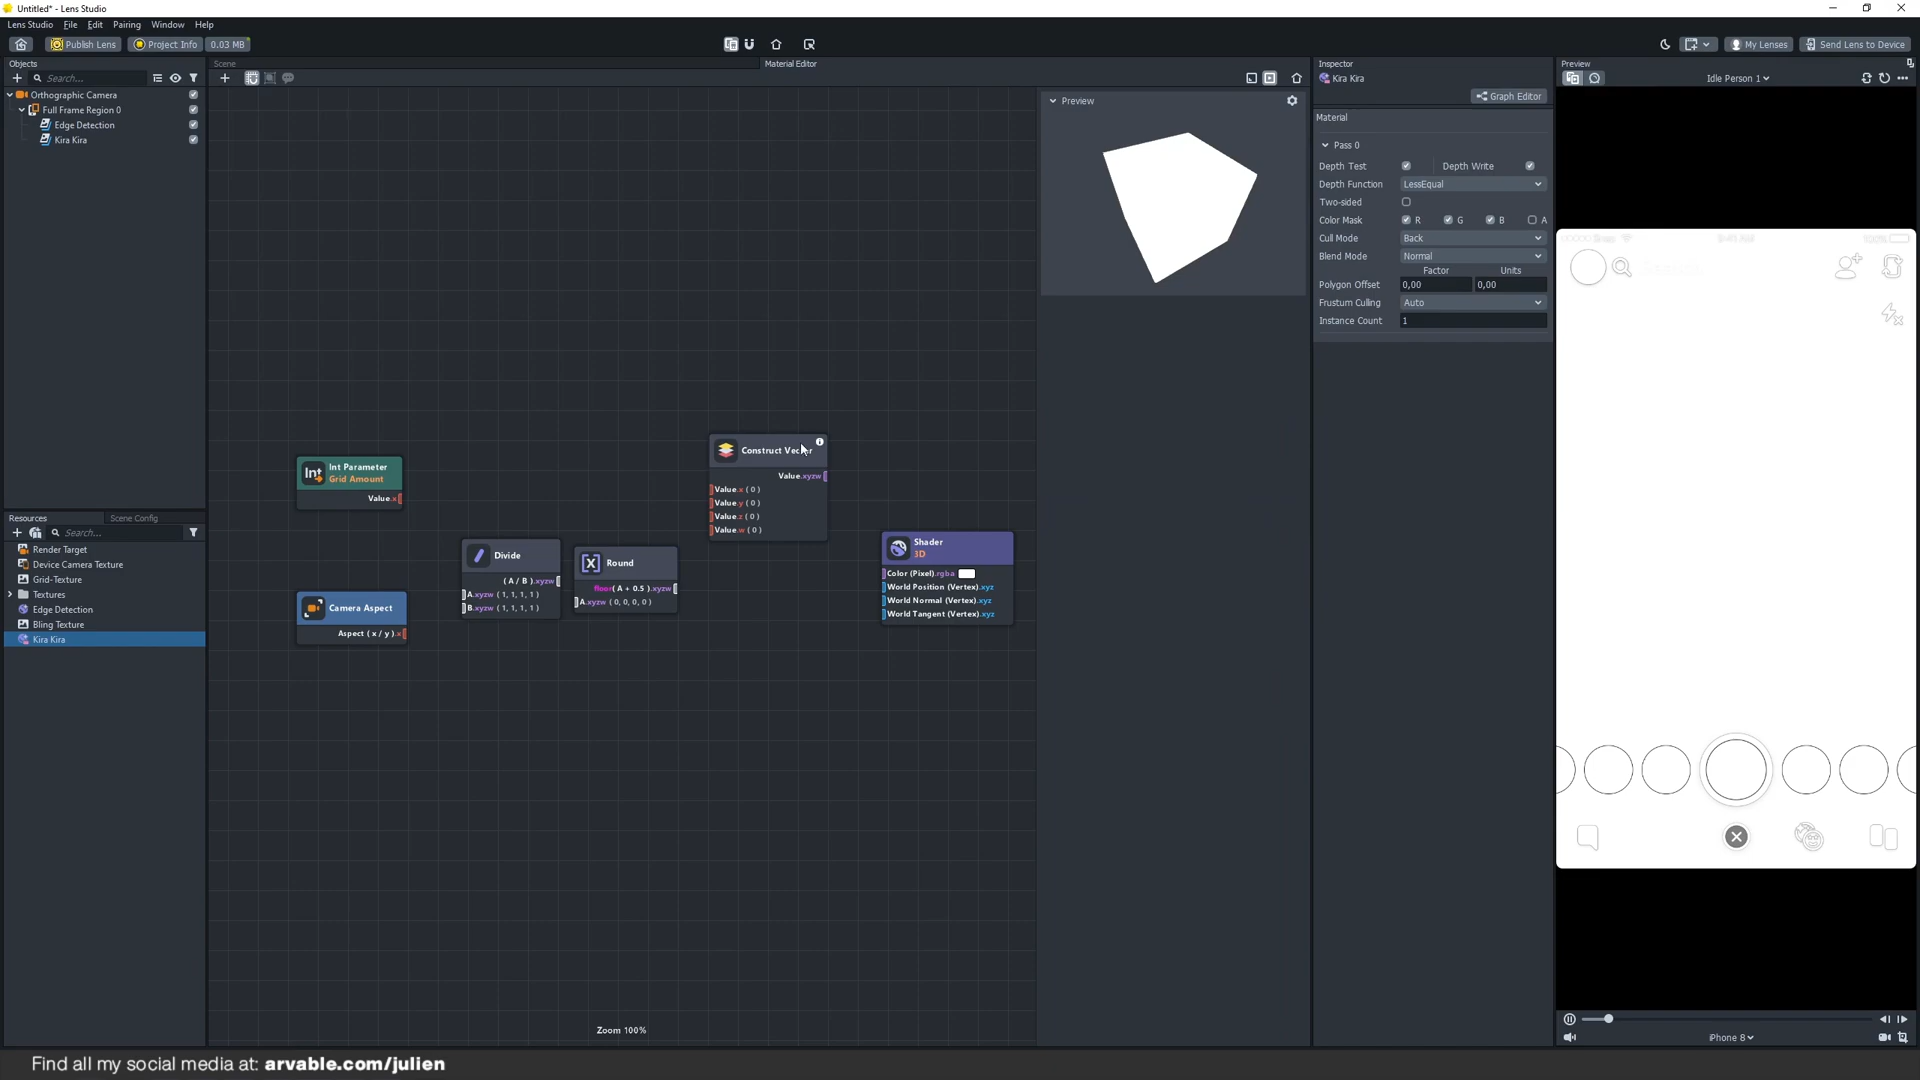 Untitled* - Lens Studio
Lens Studio File Edit Pairing Window Help
Publish Lens Project Info 0.03 MB My Lenses Send Lens to Device
Objects
Search...
Orthographic Camera
Full Frame Region 0
Edge Detection
Kira Kira
Resources Scene Config
Search...
Render Target
Device Camera Texture
Grid-Texture
Textures
Edge Detection
Bling Texture
Kira Kira
Scene Material Editor
Int Parameter
Grid Amount
Value.x
Camera Aspect
Aspect ( x / y ).x
Divide
( A / B ).xyzw
A.xyzw ( 1, 1, 1, 1 )
B.xyzw ( 1, 1, 1, 1 )
Round
floor( A + 0.5 ).xyzw
A.xyzw ( 0, 0, 0, 0 )
Construct
Value.xyzw
Value.x ( 0 )
Value.y ( 0 )
Value.z ( 0 )
Value.w ( 0 )
Shader
3D
Color (Pixel).rgba
World Position (Vertex).xyz
World Normal (Vertex).xyz
World Tangent (Vertex).xyz
Zoom 100%
Preview
Inspector
Kira Kira
Graph Editor
Material
Pass 0
Depth Test Depth Write
Depth Function LessEqual
Two-sided
Color Mask R G B A
Cull Mode Back
Blend Mode Normal
Factor Units
Polygon Offset 0,00 0,00
Frustum Culling Auto
Instance Count 1
Preview
Idle Person 1
iPhone 8
Find all my social media at: arvable.com/julien